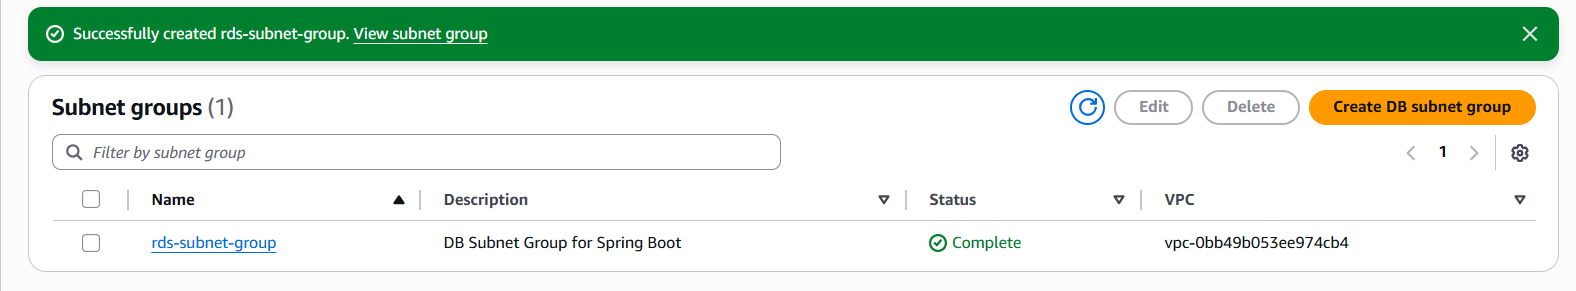 Successfully created rds-subnet-group. View subnet group
Subnet groups (1)
Edit
Delete
Create DB subnet group
Filter by subnet group
1
Name
Description
Status
VPC
rds-subnet-group
DB Subnet Group for Spring Boot
Complete
vpc-0bb49b053ee974cb4